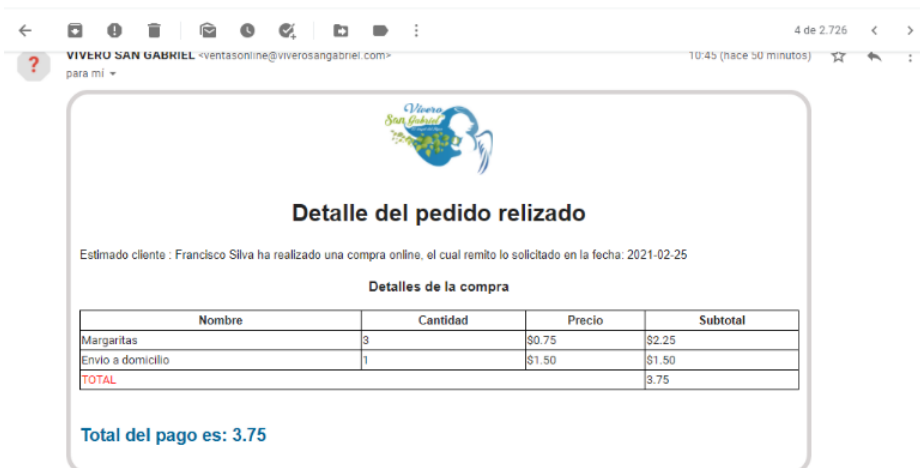 4 de 2.726
VIVERO SAN GABRIEL <ventasonline@viverosangabriel.com>
10:45 (hace 50 minutos)
para mí
Vivero
San Gabriel
Detalle del pedido relizado
Estimado cliente : Francisco Silva ha realizado una compra online, el cual remito lo solicitado en la fecha: 2021-02-25
Detalles de la compra
Nombre Cantidad Precio Subtotal
Margaritas 3 $0.75 $2.25
Envio a domicilio 1 $1.50 $1.50
TOTAL 3.75
Total del pago es: 3.75